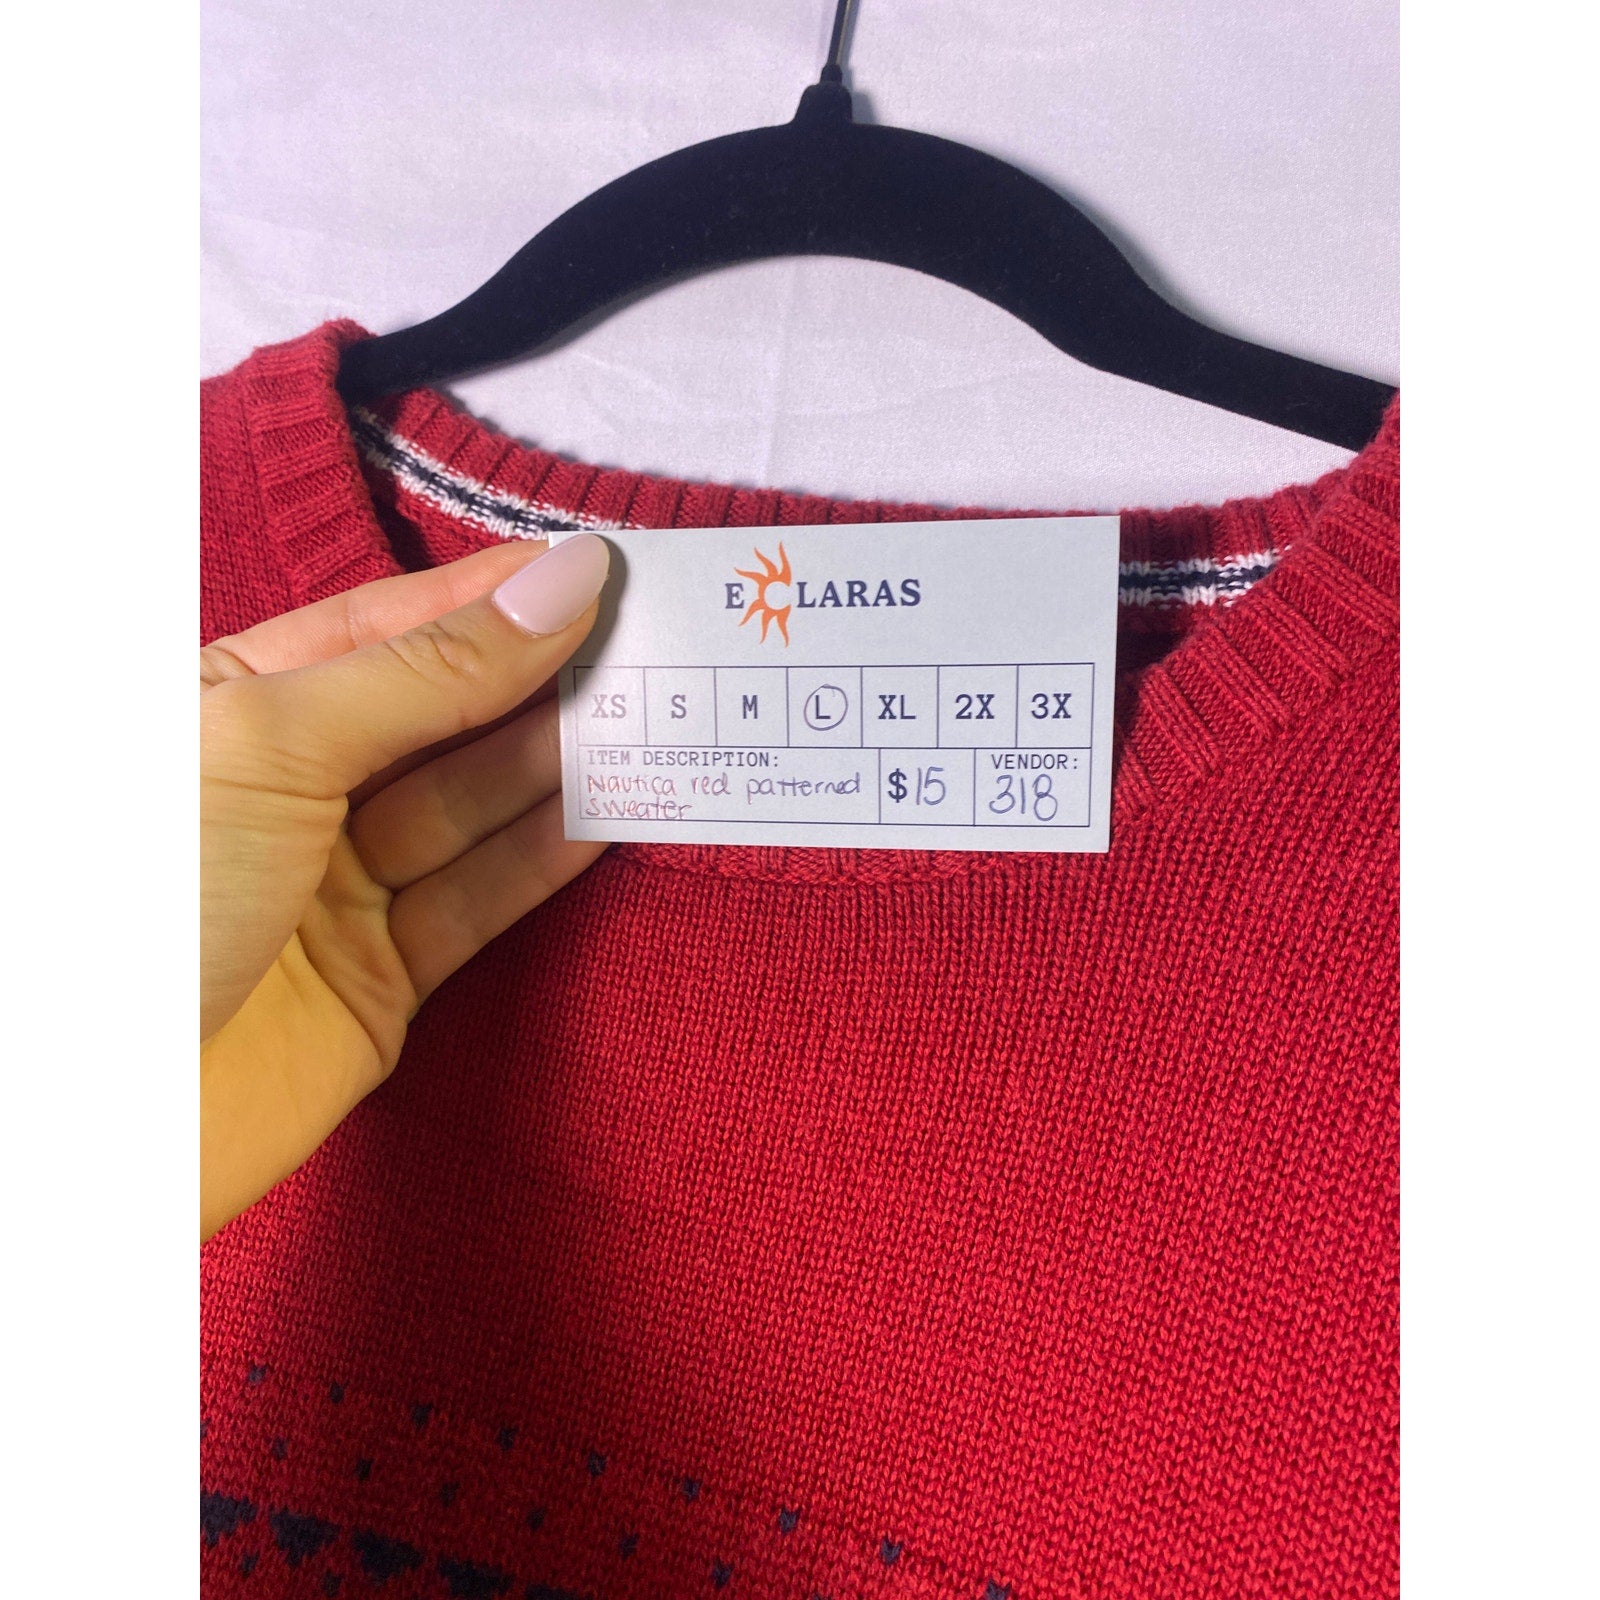 ECLARAS
XS S M L XL 2X 3X
ITEM DESCRIPTION:
Nautica red patterned
sweater
$15
VENDOR:
318